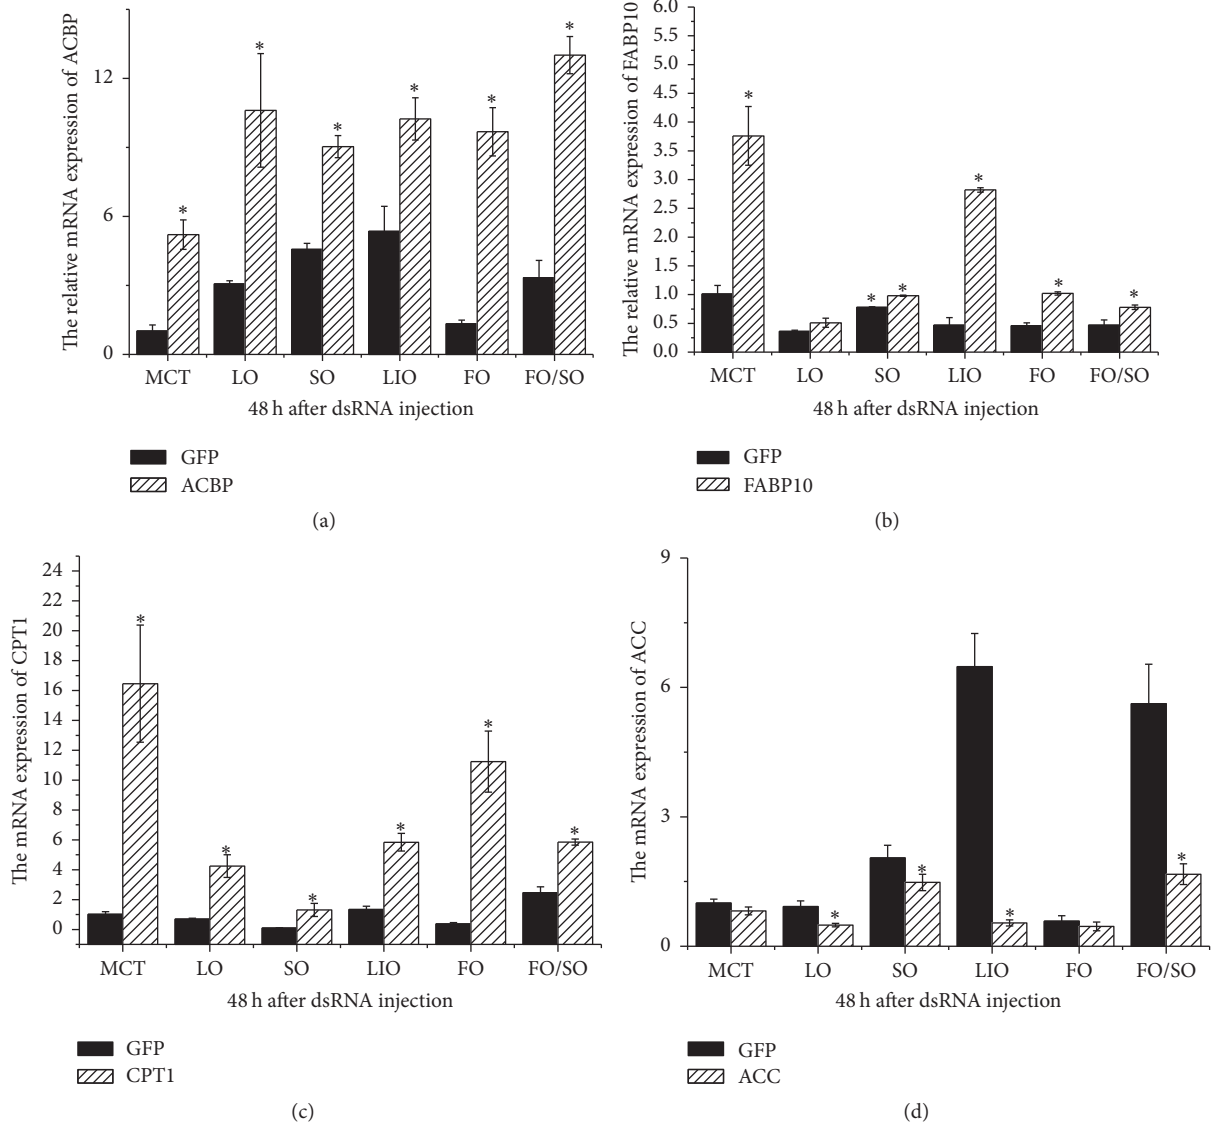 The relative mRNA expression of ACBP
12
6
0
*
*
*
*
*
*
MCT LO SO LIO FO FO/SO
48 h after dsRNA injection
GFP
ACBP
(a)
The relative mRNA expression of FABP10
6.0
5.5
5.0
4.5
4.0
3.5
3.0
2.5
2.0
1.5
1.0
0.5
0.0
*
*
*
*
*
*
MCT LO SO LIO FO FO/SO
48 h after dsRNA injection
GFP
FABP10
(b)
The mRNA expression of CPT1
24
22
20
18
16
14
12
10
8
6
4
2
0
*
*
*
*
*
*
MCT LO SO LIO FO FO/SO
48 h after dsRNA injection
GFP
CPT1
(c)
The mRNA expression of ACC
9
6
3
0
*
*
*
*
MCT LO SO LIO FO FO/SO
48 h after dsRNA injection
GFP
ACC
(d)